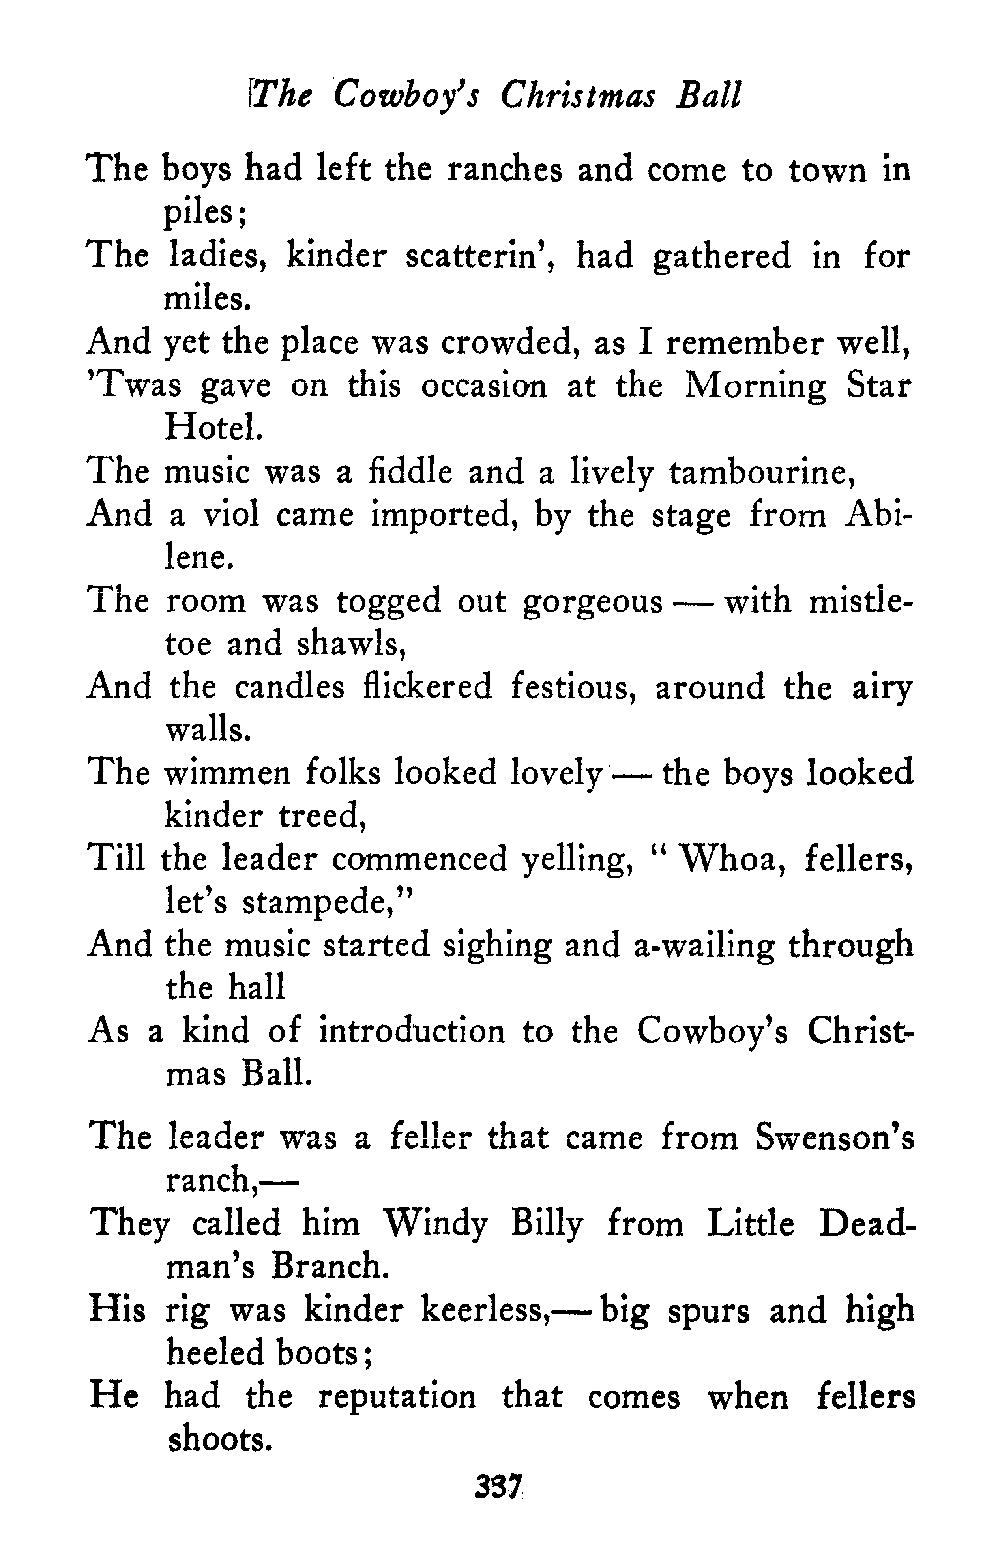 The Cowboy's Christmas Ball
The boys had left the ranches and come to town in
piles;
The ladies, kinder scatterin', had gathered in for
miles.
And yet the place was crowded, as I remember well,
'Twas gave on this occasion at the Morning Star
Hotel.
The music was a fiddle and a lively tambourine,
And a viol came imported, by the stage from Abi-
lene.
The room was togged out gorgeous — with mistle-
toe and shawls,
And the candles flickered festious, around the airy
walls.
The wimmen folks looked lovely — the boys looked
kinder treed,
Till the leader commenced yelling, " Whoa, fellers,
let's stampede,"
And the music started sighing and a-wailing through
the hall
As a kind of introduction to the Cowboy's Christ-
mas Ball.
The leader was a feller that came from Swenson's
ranch,—
They called him Windy Billy from Little Dead-
man's Branch.
His rig was kinder keerless,— big spurs and high
heeled boots;
He had the reputation that comes when fellers
shoots.
337